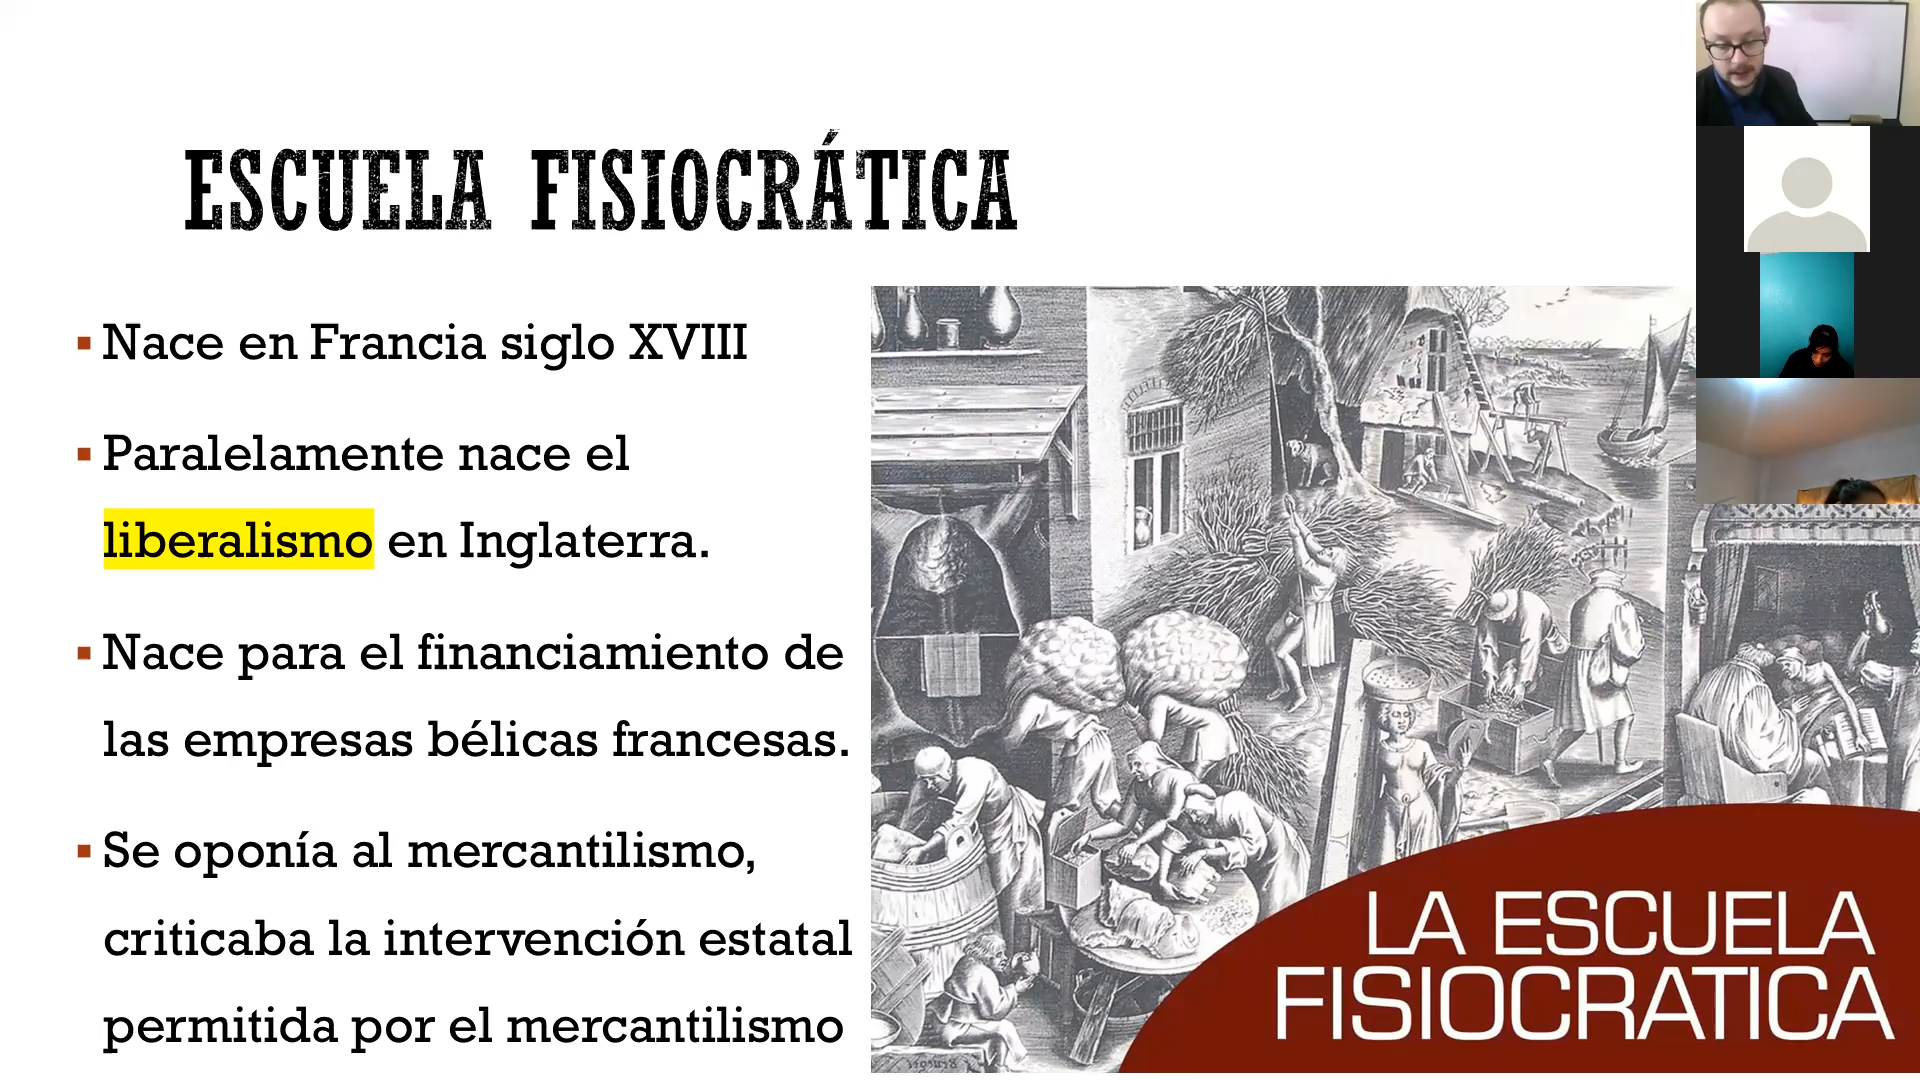 ESCUELA FISIOCRÁTICA
Nace en Francia siglo XVIII
Paralelamente nace el
liberalismo en Inglaterra.
Nace para el financiamiento de
las empresas bélicas francesas.
Se oponía al mercantilismo,
criticaba la intervención estatal
permitida por el mercantilismo
LA ESCUELA
FISIOCRATICA